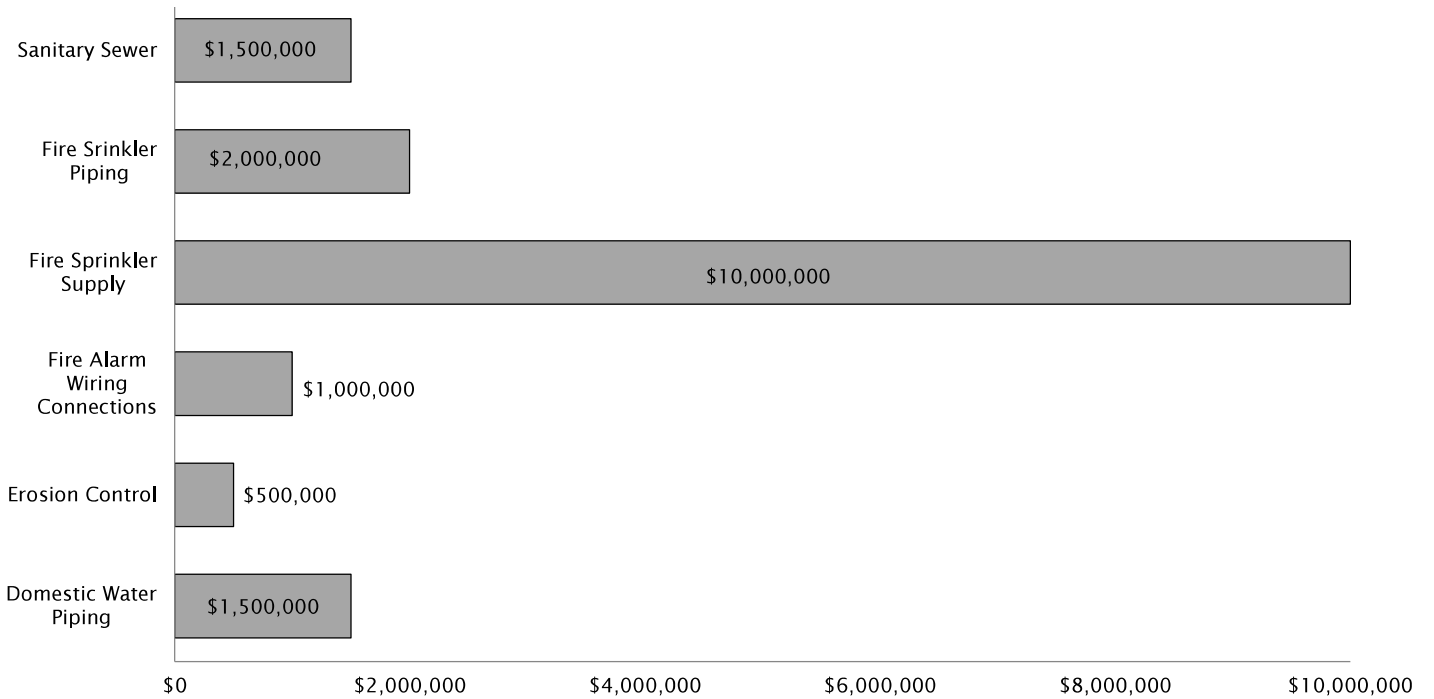 Sanitary Sewer
$1,500,000
Fire Srinkler
Piping
$2,000,000
Fire Sprinkler
Supply
$10,000,000
Fire Alarm
Wiring
Connections
$1,000,000
Erosion Control
$500,000
Domestic Water
Piping
$1,500,000
$0 $2,000,000 $4,000,000 $6,000,000 $8,000,000 $10,000,000